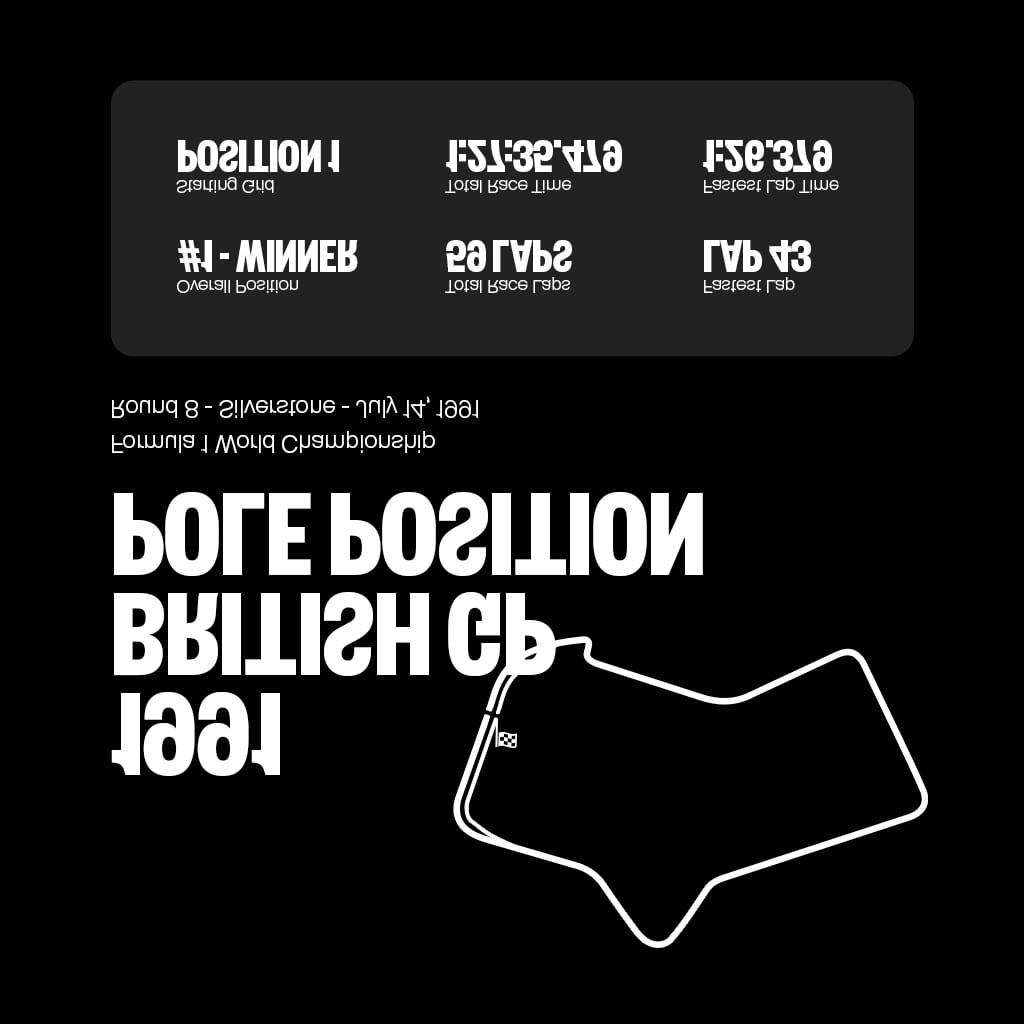 1991
BRITISH GP
POLE POSITION
Formula 1 World Championship
Round 8 - Silverstone - July 14, 1991
Overall Position
#1 - WINNER
Total Race Laps
59 LAPS
Fastest Lap
LAP 43
Starting Grid
POSITION 1
Total Race Time
1:27:35.479
Fastest Lap Time
1:26.379